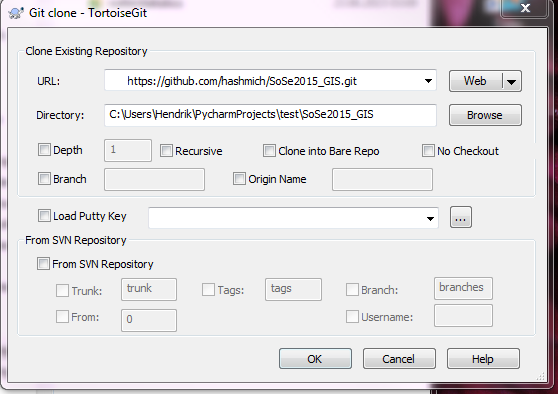 Git clone - TortoiseGit
Clone Existing Repository
URL: https://github.com/hashmich/SoSe2015_GIS.git Web
Directory: C:\Users\Hendrik\PycharmProjects\test\SoSe2015_GIS Browse
Depth 1 Recursive Clone into Bare Repo No Checkout
Branch Origin Name
Load Putty Key ...
From SVN Repository
From SVN Repository
Trunk: trunk Tags: tags Branch: branches
From: 0 Username:
OK Cancel Help